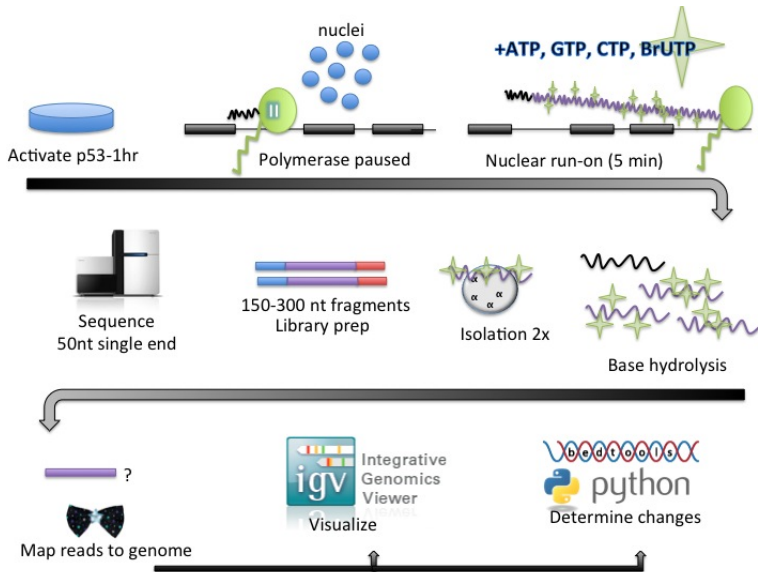 nuclei
+ATP, GTP, CTP, BrUTP
II
Activate p53-1hr
Polymerase paused
Nuclear run-on (5 min)
Sequence
50nt single end
150-300 nt fragments
Library prep
α
α
α
α
Isolation 2x
Base hydrolysis
?
Map reads to genome
igv
Integrative
Genomics
Viewer
Visualize
bedtools
python
Determine changes